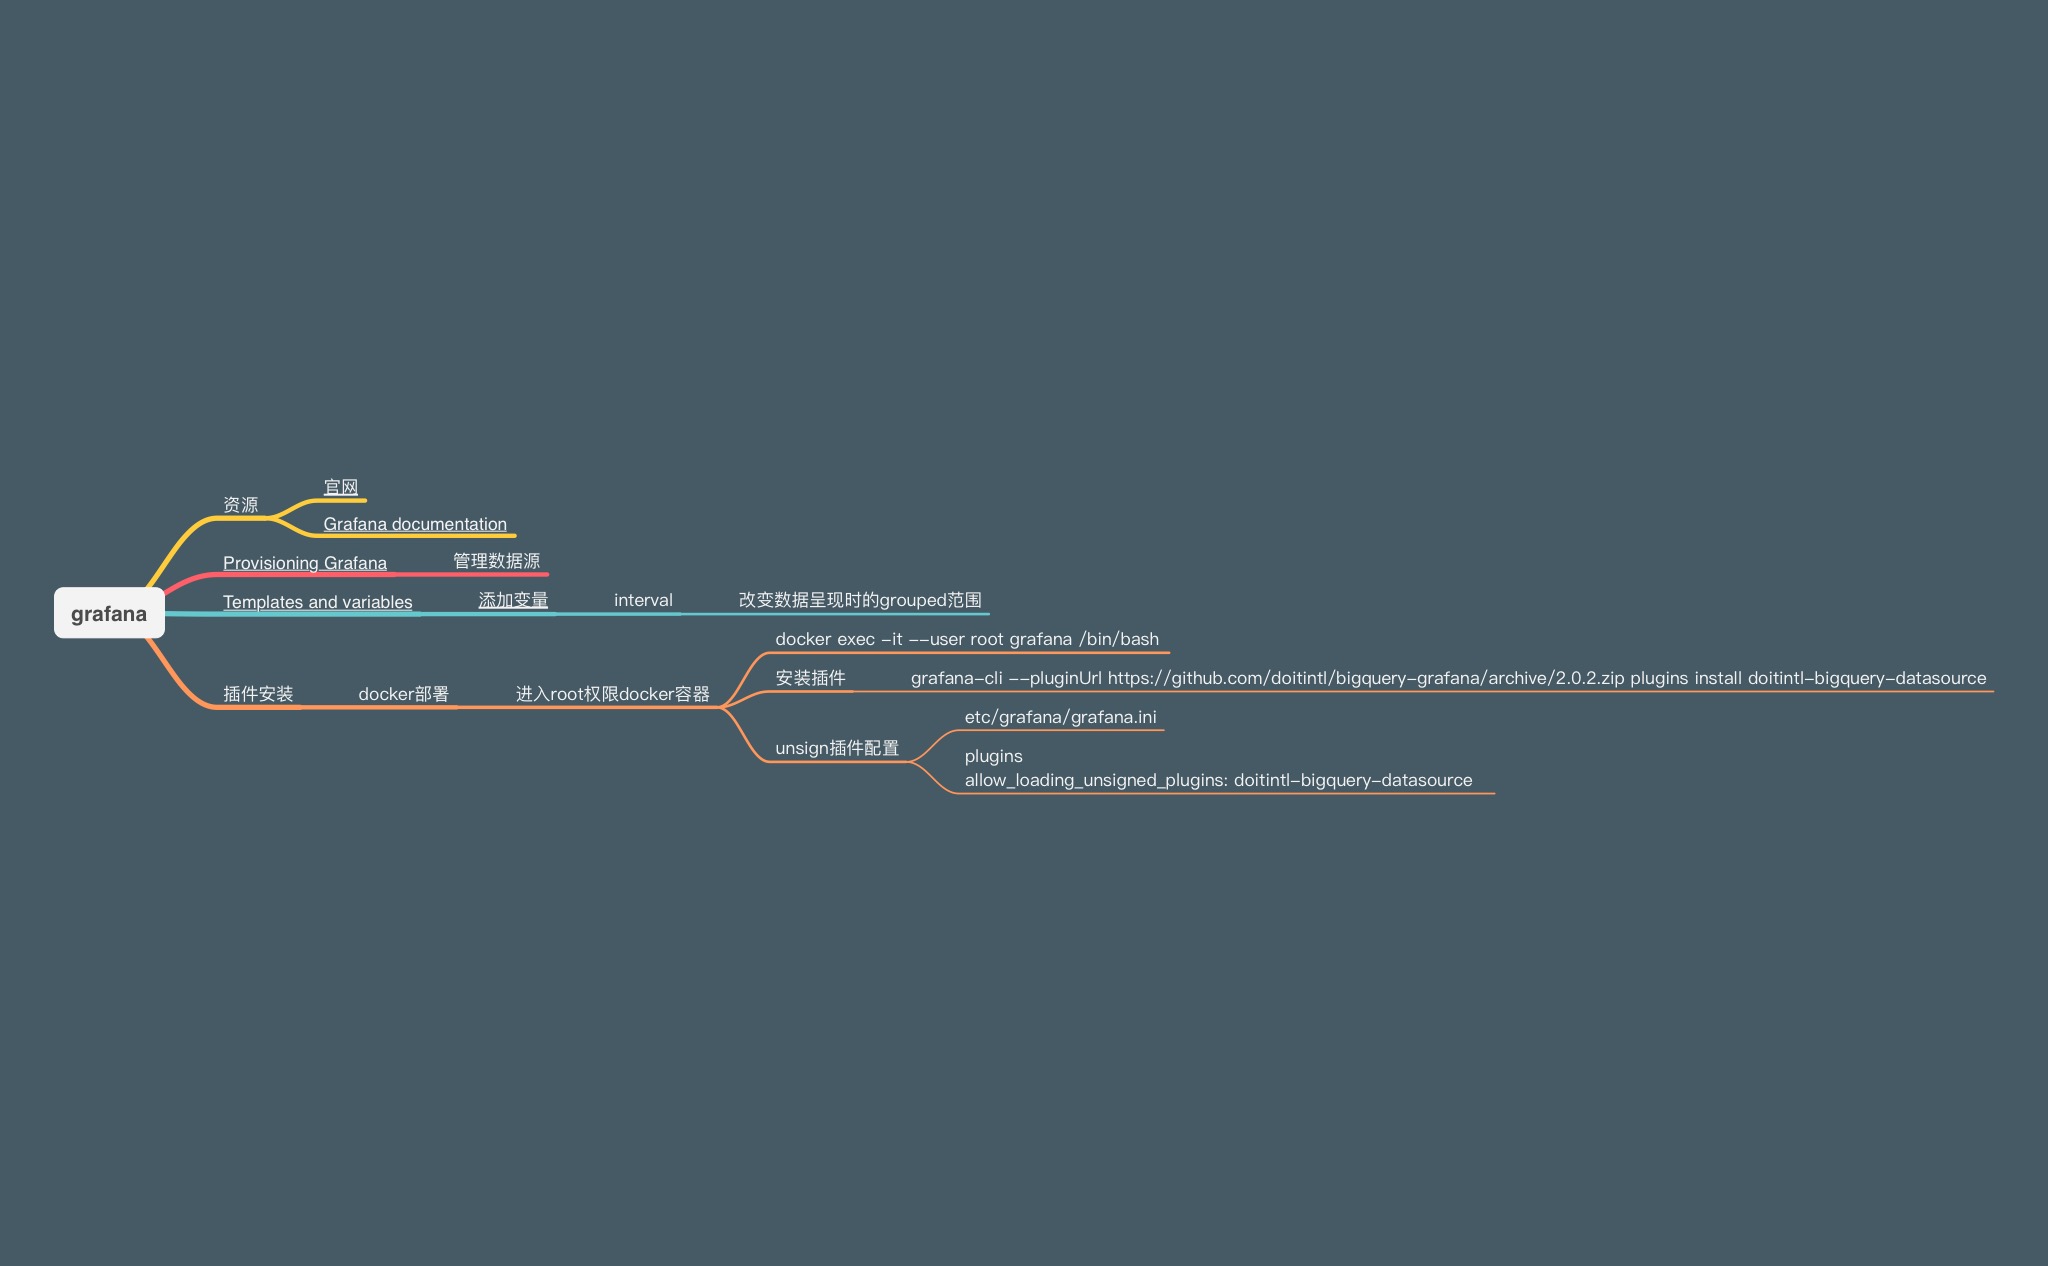 grafana
资源
官网
Grafana documentation
Provisioning Grafana
管理数据源
Templates and variables
添加变量
interval
改变数据呈现时的grouped范围
插件安装
docker部署
进入root权限docker容器
docker exec -it --user root grafana /bin/bash
安装插件
grafana-cli --pluginUrl https://github.com/doitintl/bigquery-grafana/archive/2.0.2.zip plugins install doitintl-bigquery-datasource
unsign插件配置
etc/grafana/grafana.ini
plugins
allow_loading_unsigned_plugins: doitintl-bigquery-datasource